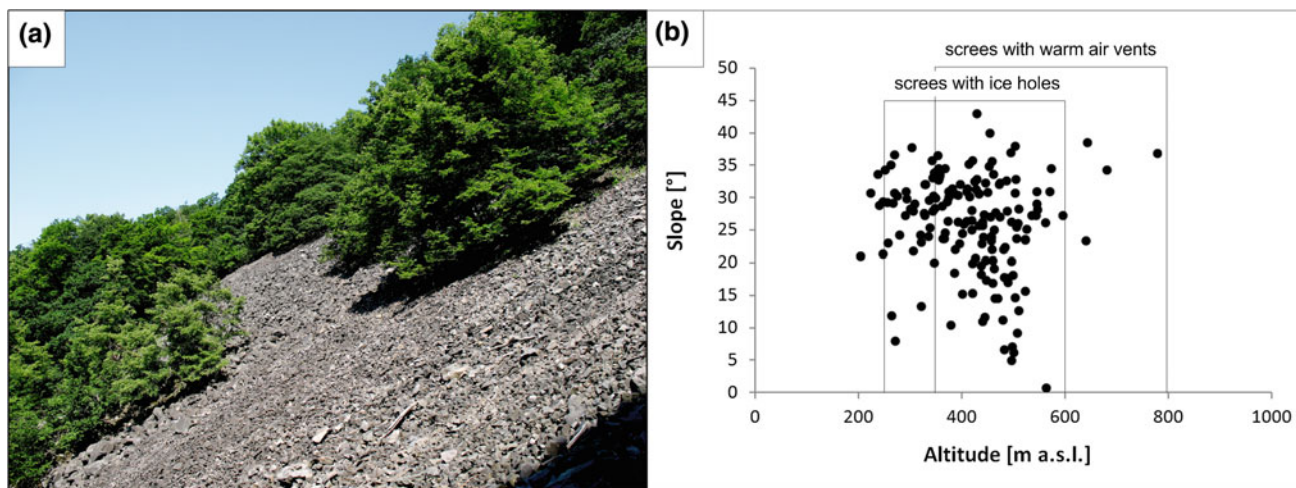 (a)
(b)
screes with warm air vents
screes with ice holes
50
45
40
35
30
25
20
15
10
5
0
Slope [°]
0 200 400 600 800 1000
Altitude [m a.s.l.]